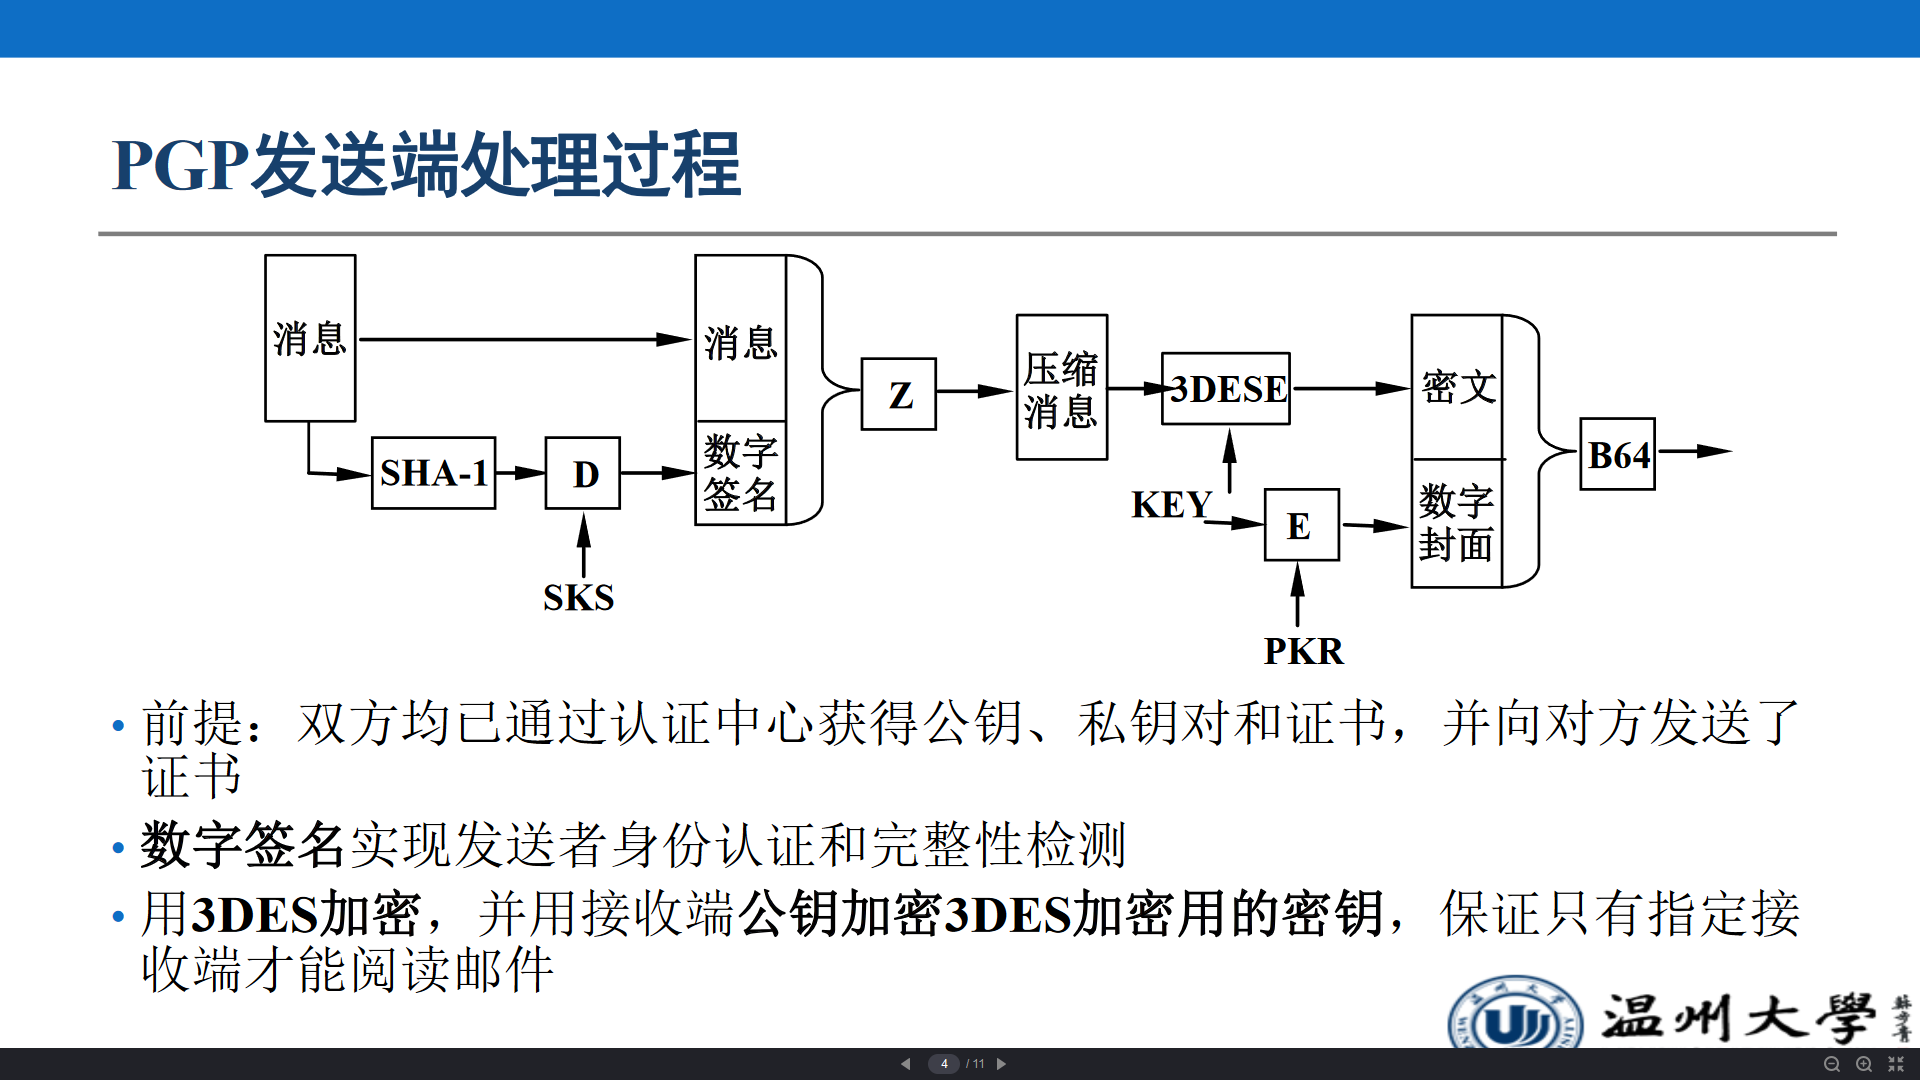 PGP发送端处理过程
消息
SHA-1
D
SKS
消息
数字
签名
Z
压缩
消息
3DESE
KEY
E
PKR
密文
数字
封面
B64
• 前提：双方均已通过认证中心获得公钥、私钥对和证书，并向对方发送了
证书
• 数字签名实现发送者身份认证和完整性检测
• 用3DES加密，并用接收端公钥加密3DES加密用的密钥，保证只有指定接
收端才能阅读邮件
温州大學
4 / 11